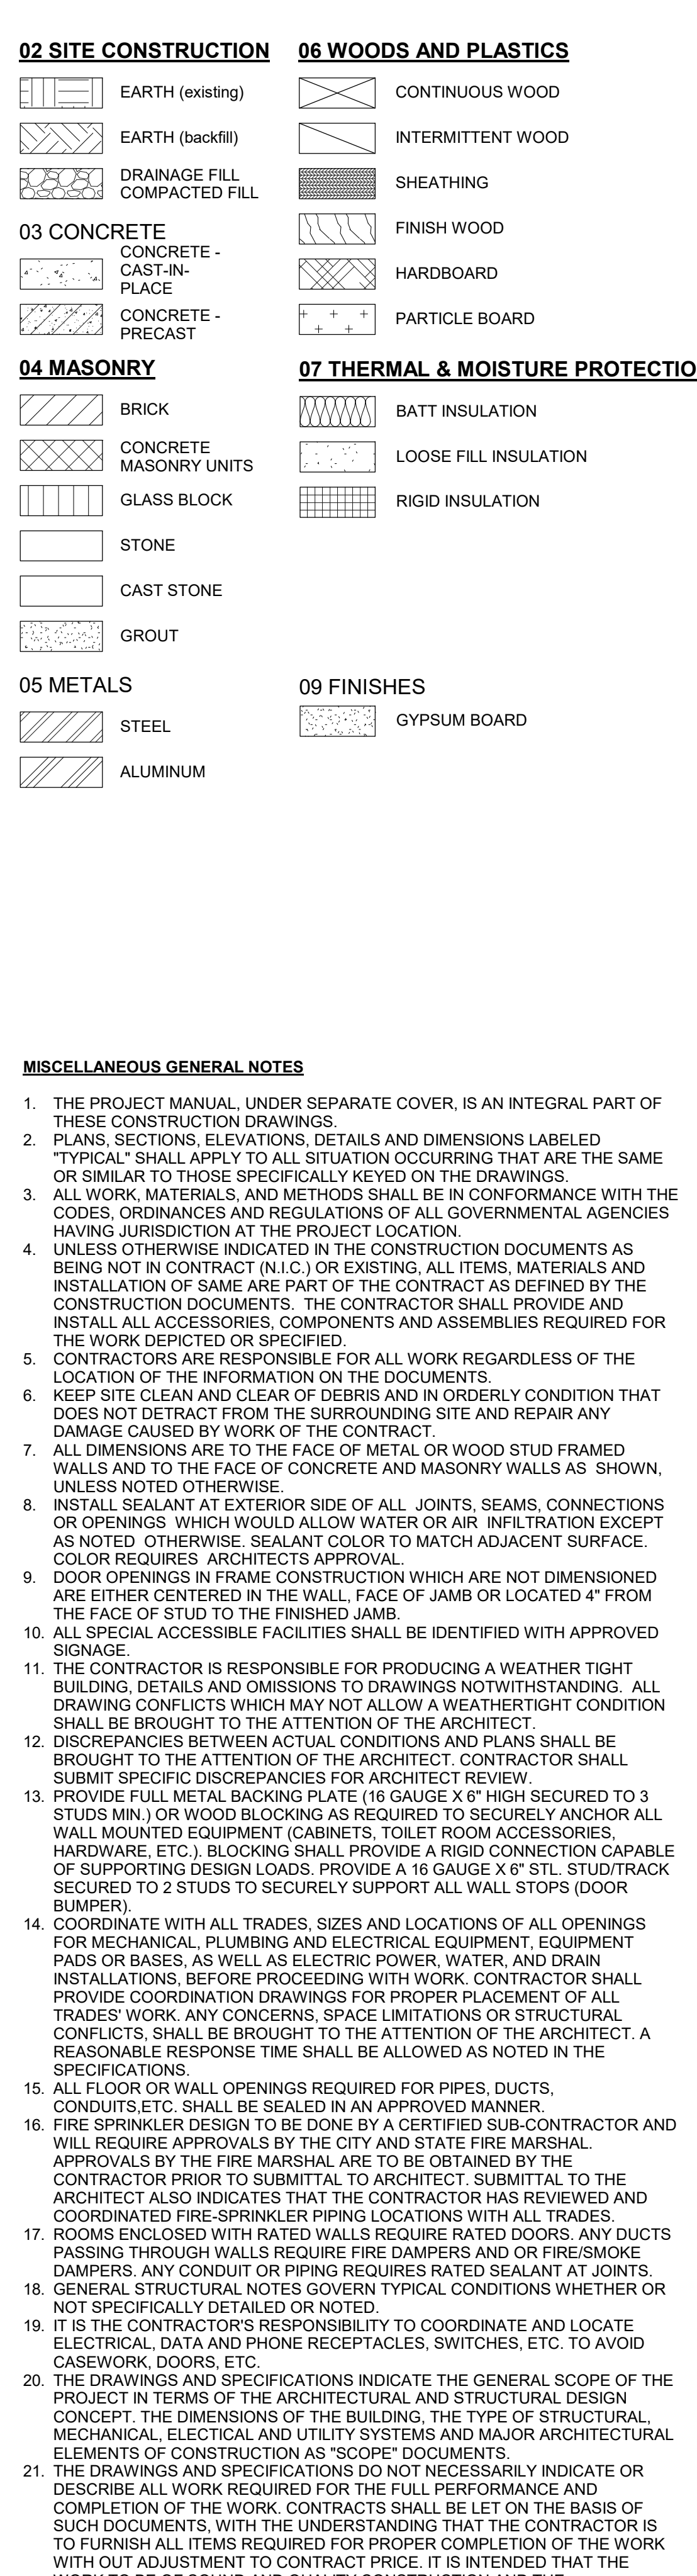 02 SITE CONSTRUCTION
EARTH (existing)
EARTH (backfill)
DRAINAGE FILL
COMPACTED FILL
03 CONCRETE
CONCRETE -
CAST-IN-
PLACE
CONCRETE -
PRECAST
04 MASONRY
BRICK
CONCRETE
MASONRY UNITS
GLASS BLOCK
STONE
CAST STONE
GROUT
05 METALS
STEEL
ALUMINUM
06 WOODS AND PLASTICS
CONTINUOUS WOOD
INTERMITTENT WOOD
SHEATHING
FINISH WOOD
HARDBOARD
PARTICLE BOARD
07 THERMAL & MOISTURE PROTECTIO
BATT INSULATION
LOOSE FILL INSULATION
RIGID INSULATION
09 FINISHES
GYPSUM BOARD
MISCELLANEOUS GENERAL NOTES
1. THE PROJECT MANUAL, UNDER SEPARATE COVER, IS AN INTEGRAL PART OF
THESE CONSTRUCTION DRAWINGS.
2. PLANS, SECTIONS, ELEVATIONS, DETAILS AND DIMENSIONS LABELED
"TYPICAL" SHALL APPLY TO ALL SITUATION OCCURRING THAT ARE THE SAME
OR SIMILAR TO THOSE SPECIFICALLY KEYED ON THE DRAWINGS.
3. ALL WORK, MATERIALS, AND METHODS SHALL BE IN CONFORMANCE WITH THE
CODES, ORDINANCES AND REGULATIONS OF ALL GOVERNMENTAL AGENCIES
HAVING JURISDICTION AT THE PROJECT LOCATION.
4. UNLESS OTHERWISE INDICATED IN THE CONSTRUCTION DOCUMENTS AS
BEING NOT IN CONTRACT (N.I.C.) OR EXISTING, ALL ITEMS, MATERIALS AND
INSTALLATION OF SAME ARE PART OF THE CONTRACT AS DEFINED BY THE
CONSTRUCTION DOCUMENTS. THE CONTRACTOR SHALL PROVIDE AND
INSTALL ALL ACCESSORIES, COMPONENTS AND ASSEMBLIES REQUIRED FOR
THE WORK DEPICTED OR SPECIFIED.
5. CONTRACTORS ARE RESPONSIBLE FOR ALL WORK REGARDLESS OF THE
LOCATION OF THE INFORMATION ON THE DOCUMENTS.
6. KEEP SITE CLEAN AND CLEAR OF DEBRIS AND IN ORDERLY CONDITION THAT
DOES NOT DETRACT FROM THE SURROUNDING SITE AND REPAIR ANY
DAMAGE CAUSED BY WORK OF THE CONTRACT.
7. ALL DIMENSIONS ARE TO THE FACE OF METAL OR WOOD STUD FRAMED
WALLS AND TO THE FACE OF CONCRETE AND MASONRY WALLS AS SHOWN,
UNLESS NOTED OTHERWISE.
8. INSTALL SEALANT AT EXTERIOR SIDE OF ALL JOINTS, SEAMS, CONNECTIONS
OR OPENINGS WHICH WOULD ALLOW WATER OR AIR INFILTRATION EXCEPT
AS NOTED OTHERWISE. SEALANT COLOR TO MATCH ADJACENT SURFACE.
COLOR REQUIRES ARCHITECTS APPROVAL.
9. DOOR OPENINGS IN FRAME CONSTRUCTION WHICH ARE NOT DIMENSIONED
ARE EITHER CENTERED IN THE WALL, FACE OF JAMB OR LOCATED 4" FROM
THE FACE OF STUD TO THE FINISHED JAMB.
10. ALL SPECIAL ACCESSIBLE FACILITIES SHALL BE IDENTIFIED WITH APPROVED
SIGNAGE.
11. THE CONTRACTOR IS RESPONSIBLE FOR PRODUCING A WEATHER TIGHT
BUILDING, DETAILS AND OMISSIONS TO DRAWINGS NOTWITHSTANDING. ALL
DRAWING CONFLICTS WHICH MAY NOT ALLOW A WEATHERTIGHT CONDITION
SHALL BE BROUGHT TO THE ATTENTION OF THE ARCHITECT.
12. DISCREPANCIES BETWEEN ACTUAL CONDITIONS AND PLANS SHALL BE
BROUGHT TO THE ATTENTION OF THE ARCHITECT. CONTRACTOR SHALL
SUBMIT SPECIFIC DISCREPANCIES FOR ARCHITECT REVIEW.
13. PROVIDE FULL METAL BACKING PLATE (16 GAUGE X 6" HIGH SECURED TO 3
STUDS MIN.) OR WOOD BLOCKING AS REQUIRED TO SECURELY ANCHOR ALL
WALL MOUNTED EQUIPMENT (CABINETS, TOILET ROOM ACCESSORIES,
HARDWARE, ETC.). BLOCKING SHALL PROVIDE A RIGID CONNECTION CAPABLE
OF SUPPORTING DESIGN LOADS. PROVIDE A 16 GAUGE X 6" STL. STUD/TRACK
SECURED TO 2 STUDS TO SECURELY SUPPORT ALL WALL STOPS (DOOR
BUMPER).
14. COORDINATE WITH ALL TRADES, SIZES AND LOCATIONS OF ALL OPENINGS
FOR MECHANICAL, PLUMBING AND ELECTRICAL EQUIPMENT, EQUIPMENT
PADS OR BASES, AS WELL AS ELECTRIC POWER, WATER, AND DRAIN
INSTALLATIONS, BEFORE PROCEEDING WITH WORK. CONTRACTOR SHALL
PROVIDE COORDINATION DRAWINGS FOR PROPER PLACEMENT OF ALL
TRADES' WORK. ANY CONCERNS, SPACE LIMITATIONS OR STRUCTURAL
CONFLICTS, SHALL BE BROUGHT TO THE ATTENTION OF THE ARCHITECT. A
REASONABLE RESPONSE TIME SHALL BE ALLOWED AS NOTED IN THE
SPECIFICATIONS.
15. ALL FLOOR OR WALL OPENINGS REQUIRED FOR PIPES, DUCTS,
CONDUITS,ETC. SHALL BE SEALED IN AN APPROVED MANNER.
16. FIRE SPRINKLER DESIGN TO BE DONE BY A CERTIFIED SUB-CONTRACTOR AND
WILL REQUIRE APPROVALS BY THE CITY AND STATE FIRE MARSHAL.
APPROVALS BY THE FIRE MARSHAL ARE TO BE OBTAINED BY THE
CONTRACTOR PRIOR TO SUBMITTAL TO ARCHITECT. SUBMITTAL TO THE
ARCHITECT ALSO INDICATES THAT THE CONTRACTOR HAS REVIEWED AND
COORDINATED FIRE-SPRINKLER PIPING LOCATIONS WITH ALL TRADES.
17. ROOMS ENCLOSED WITH RATED WALLS REQUIRE RATED DOORS. ANY DUCTS
PASSING THROUGH WALLS REQUIRE FIRE DAMPERS AND OR FIRE/SMOKE
DAMPERS. ANY CONDUIT OR PIPING REQUIRES RATED SEALANT AT JOINTS.
18. GENERAL STRUCTURAL NOTES GOVERN TYPICAL CONDITIONS WHETHER OR
NOT SPECIFICALLY DETAILED OR NOTED.
19. IT IS THE CONTRACTOR'S RESPONSIBILITY TO COORDINATE AND LOCATE
ELECTRICAL, DATA AND PHONE RECEPTACLES, SWITCHES, ETC. TO AVOID
CASEWORK, DOORS, ETC.
20. THE DRAWINGS AND SPECIFICATIONS INDICATE THE GENERAL SCOPE OF THE
PROJECT IN TERMS OF THE ARCHITECTURAL AND STRUCTURAL DESIGN
CONCEPT. THE DIMENSIONS OF THE BUILDING, THE TYPE OF STRUCTURAL,
MECHANICAL, ELECTICAL AND UTILITY SYSTEMS AND MAJOR ARCHITECTURAL
ELEMENTS OF CONSTRUCTION AS "SCOPE" DOCUMENTS.
21. THE DRAWINGS AND SPECIFICATIONS DO NOT NECESSARILY INDICATE OR
DESCRIBE ALL WORK REQUIRED FOR THE FULL PERFORMANCE AND
COMPLETION OF THE WORK. CONTRACTS SHALL BE LET ON THE BASIS OF
SUCH DOCUMENTS, WITH THE UNDERSTANDING THAT THE CONTRACTOR IS
TO FURNISH ALL ITEMS REQUIRED FOR PROPER COMPLETION OF THE WORK
WITH OUT ADJUSTMENT TO CONTRACT PRICE. IT IS INTENDED THAT THE